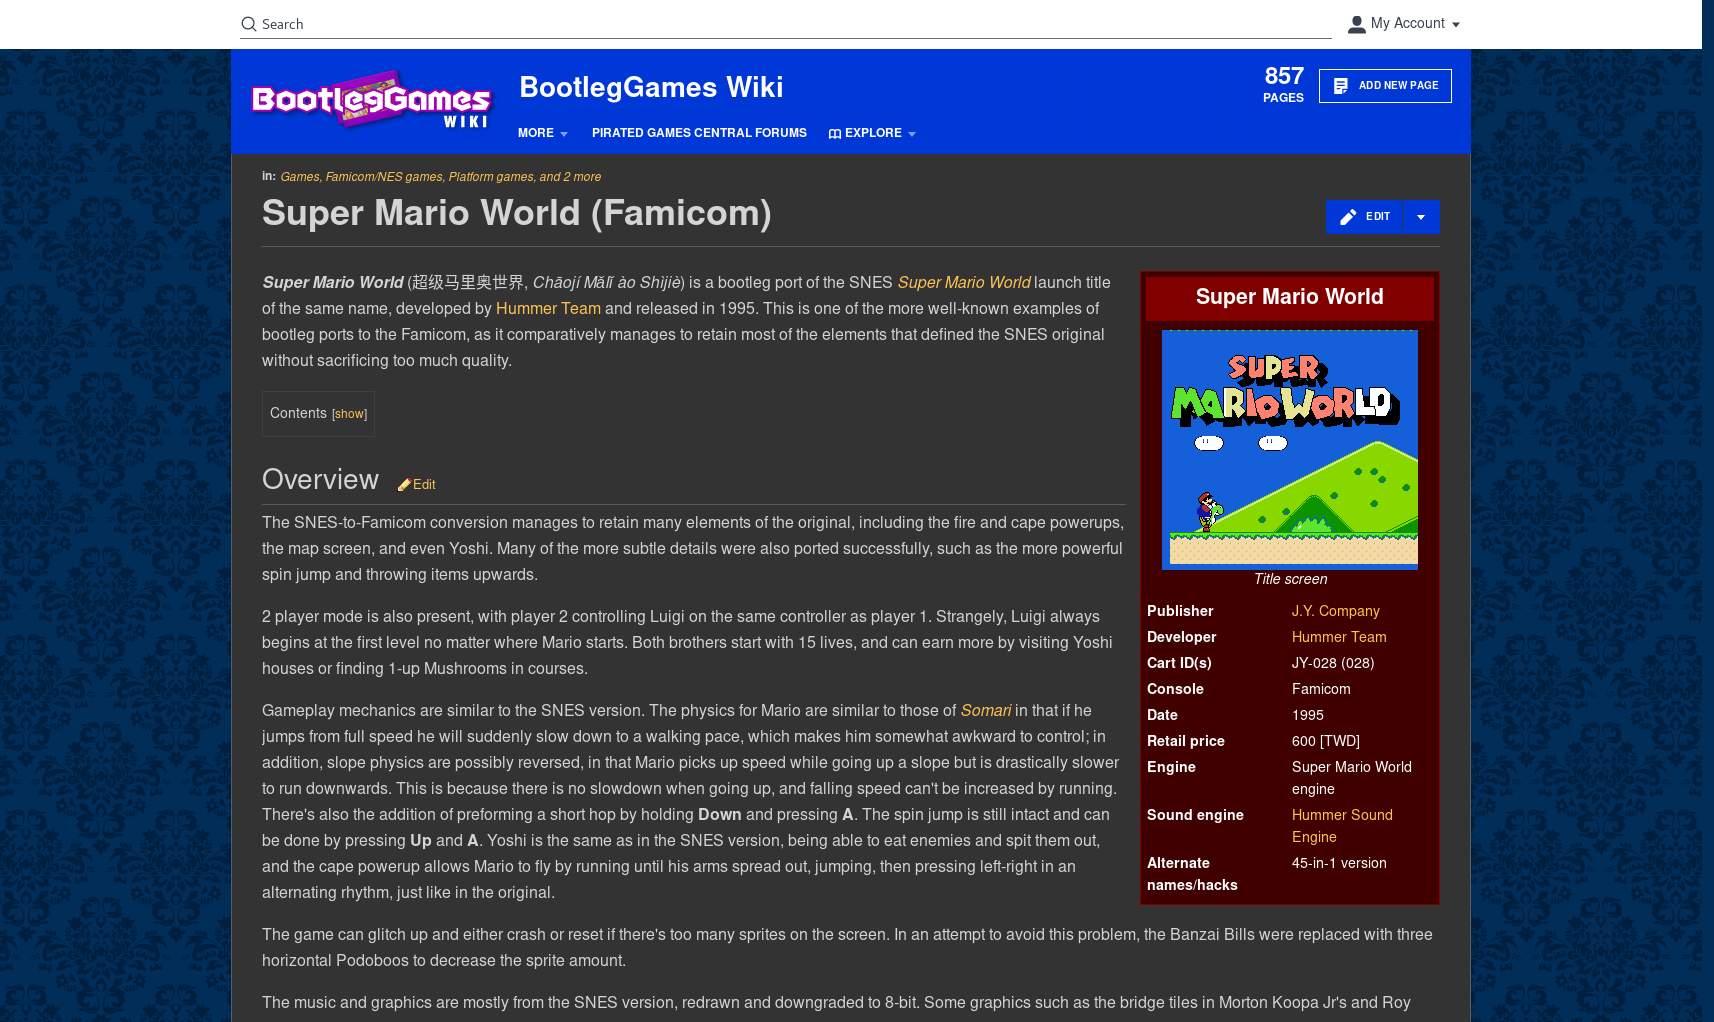 Search
My Account
BootlegGames
WIKI
BootlegGames Wiki
857
PAGES
ADD NEW PAGE
MORE
PIRATED GAMES CENTRAL FORUMS
EXPLORE
in: Games, Famicom/NES games, Platform games, and 2 more
Super Mario World (Famicom)
EDIT
Super Mario World (超级马里奥世界, Chāojí Mǎlǐ ào Shìjiè) is a bootleg port of the SNES Super Mario World launch title
of the same name, developed by Hummer Team and released in 1995. This is one of the more well-known examples of
bootleg ports to the Famicom, as it comparatively manages to retain most of the elements that defined the SNES original
without sacrificing too much quality.
Contents [show]
Overview
Edit
The SNES-to-Famicom conversion manages to retain many elements of the original, including the fire and cape powerups,
the map screen, and even Yoshi. Many of the more subtle details were also ported successfully, such as the more powerful
spin jump and throwing items upwards.
2 player mode is also present, with player 2 controlling Luigi on the same controller as player 1. Strangely, Luigi always
begins at the first level no matter where Mario starts. Both brothers start with 15 lives, and can earn more by visiting Yoshi
houses or finding 1-up Mushrooms in courses.
Gameplay mechanics are similar to the SNES version. The physics for Mario are similar to those of Somari in that if he
jumps from full speed he will suddenly slow down to a walking pace, which makes him somewhat awkward to control; in
addition, slope physics are possibly reversed, in that Mario picks up speed while going up a slope but is drastically slower
to run downwards. This is because there is no slowdown when going up, and falling speed can't be increased by running.
There's also the addition of preforming a short hop by holding Down and pressing A. The spin jump is still intact and can
be done by pressing Up and A. Yoshi is the same as in the SNES version, being able to eat enemies and spit them out,
and the cape powerup allows Mario to fly by running until his arms spread out, jumping, then pressing left-right in an
alternating rhythm, just like in the original.
The game can glitch up and either crash or reset if there's too many sprites on the screen. In an attempt to avoid this problem, the Banzai Bills were replaced with three
horizontal Podoboos to decrease the sprite amount.
The music and graphics are mostly from the SNES version, redrawn and downgraded to 8-bit. Some graphics such as the bridge tiles in Morton Koopa Jr's and Roy
Super Mario World
SUPER
MARIO WORLD
Title screen
Publisher J.Y. Company
Developer Hummer Team
Cart ID(s) JY-028 (028)
Console Famicom
Date 1995
Retail price 600 [TWD]
Engine Super Mario World
engine
Sound engine Hummer Sound
Engine
Alternate 45-in-1 version
names/hacks